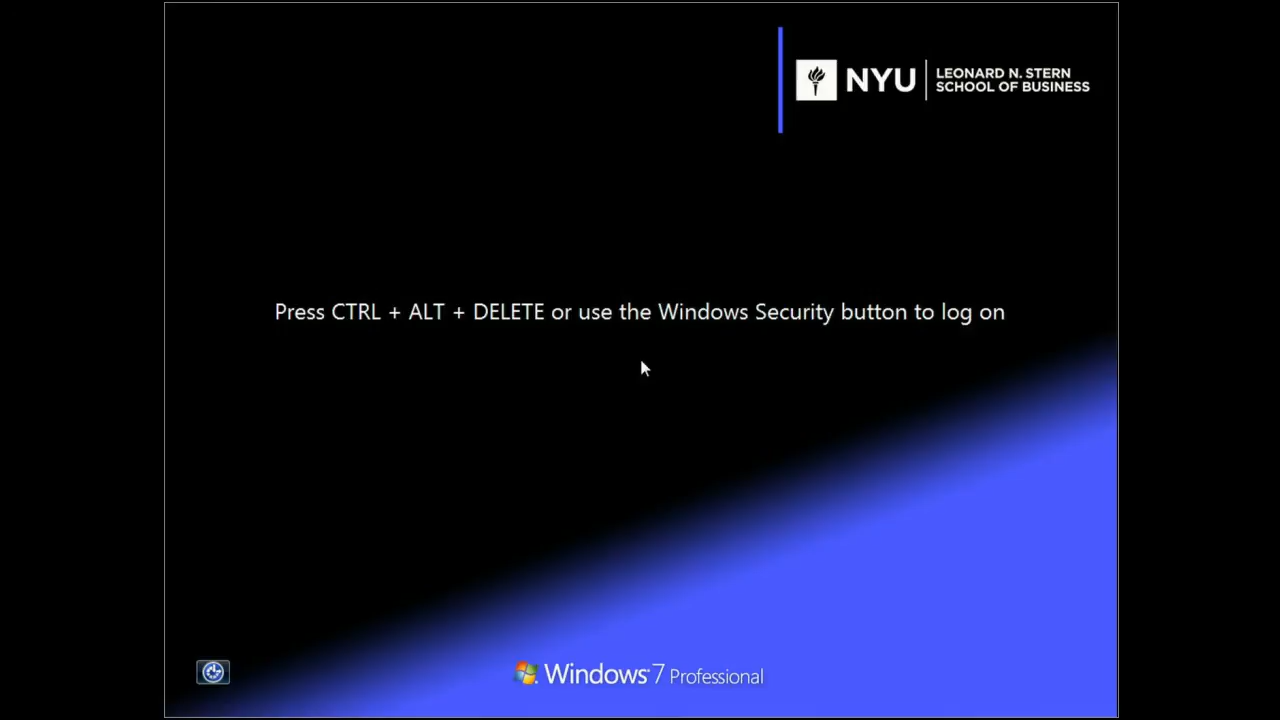 NYU
LEONARD N. STERN
SCHOOL OF BUSINESS
Press CTRL + ALT + DELETE or use the Windows Security button to log on
Windows 7 Professional